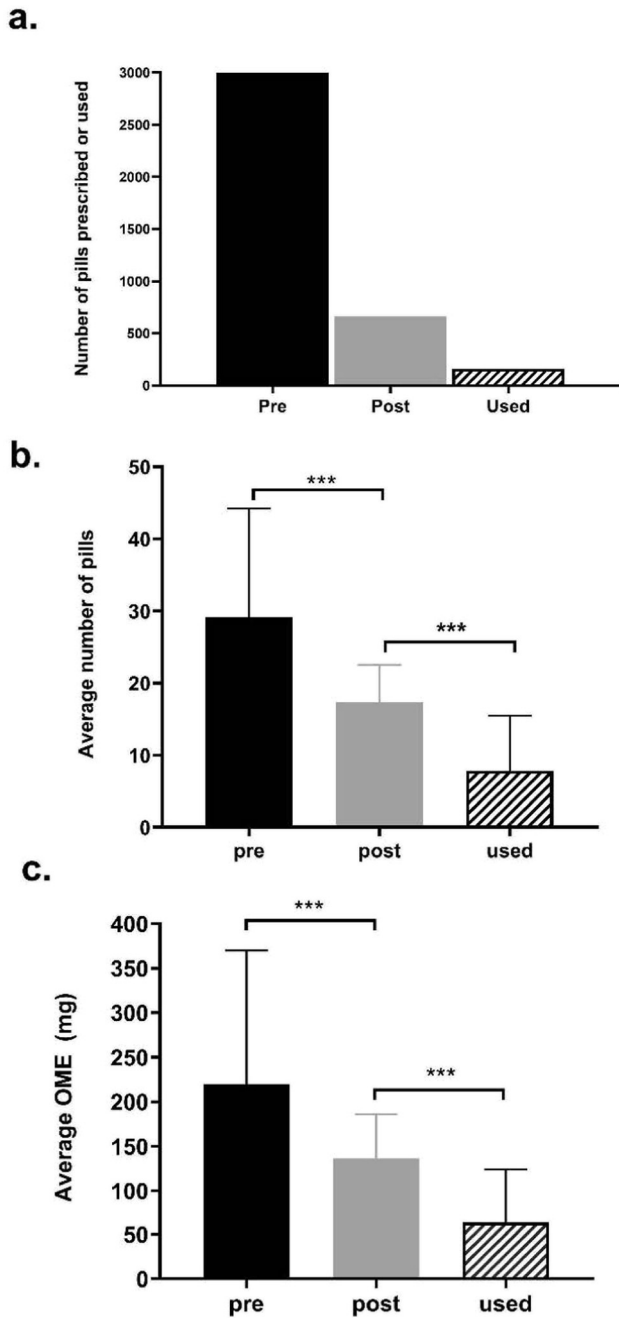 a.
Number of pills prescribed or used
3000
2500
2000
1500
1000
500
0
Pre Post Used
b.
Average number of pills
50
40
30
20
10
0
***
***
pre post used
c.
Average OME (mg)
400
350
300
250
200
150
100
50
0
***
***
pre post used